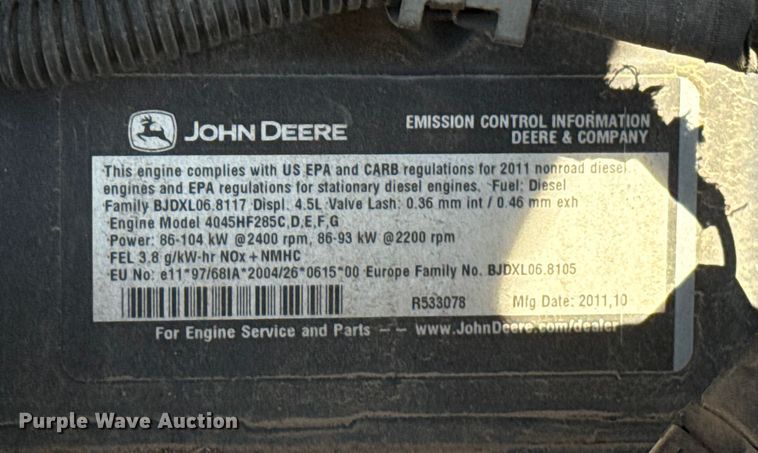 JOHN DEERE
EMISSION CONTROL INFORMATION
DEERE & COMPANY
This engine complies with US EPA and CARB regulations for 2011 nonroad diesel
engines and EPA regulations for stationary diesel engines. Fuel: Diesel
Family BJDXL06.8117 Displ. 4.5L Valve Lash: 0.36 mm int / 0.46 mm exh
Engine Model 4045HF285C,D,E,F,G
Power: 86-104 kW @2400 rpm, 86-93 kW @2200 rpm
FEL 3.8 g/kW-hr NOx + NMHC
EU No: e11*97/68IA*2004/26*0615*00 Europe Family No. BJDXL06.8105
R533078 Mfg Date: 2011,10
For Engine Service and Parts -- www.JohnDeere.com/dealer
Purple Wave Auction